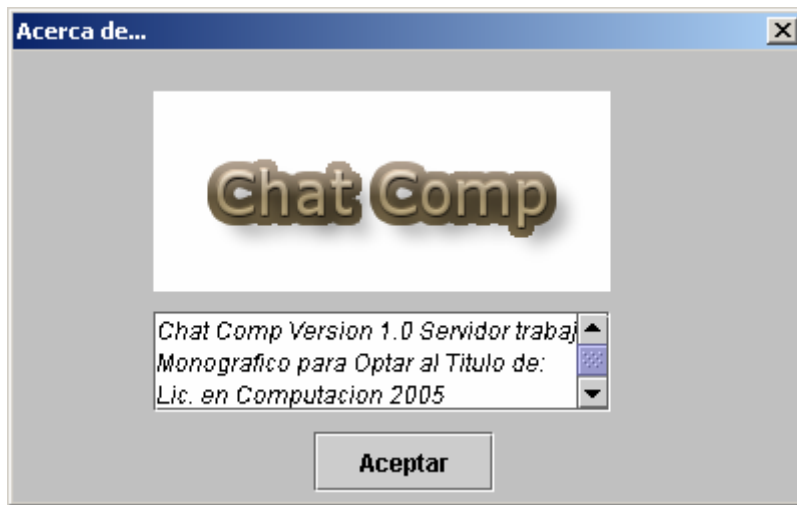 Acerca de...
Chat Comp
Chat Comp Version 1.0 Servidor trabaj
Monografico para Optar al Titulo de:
Lic. en Computacion 2005
Aceptar